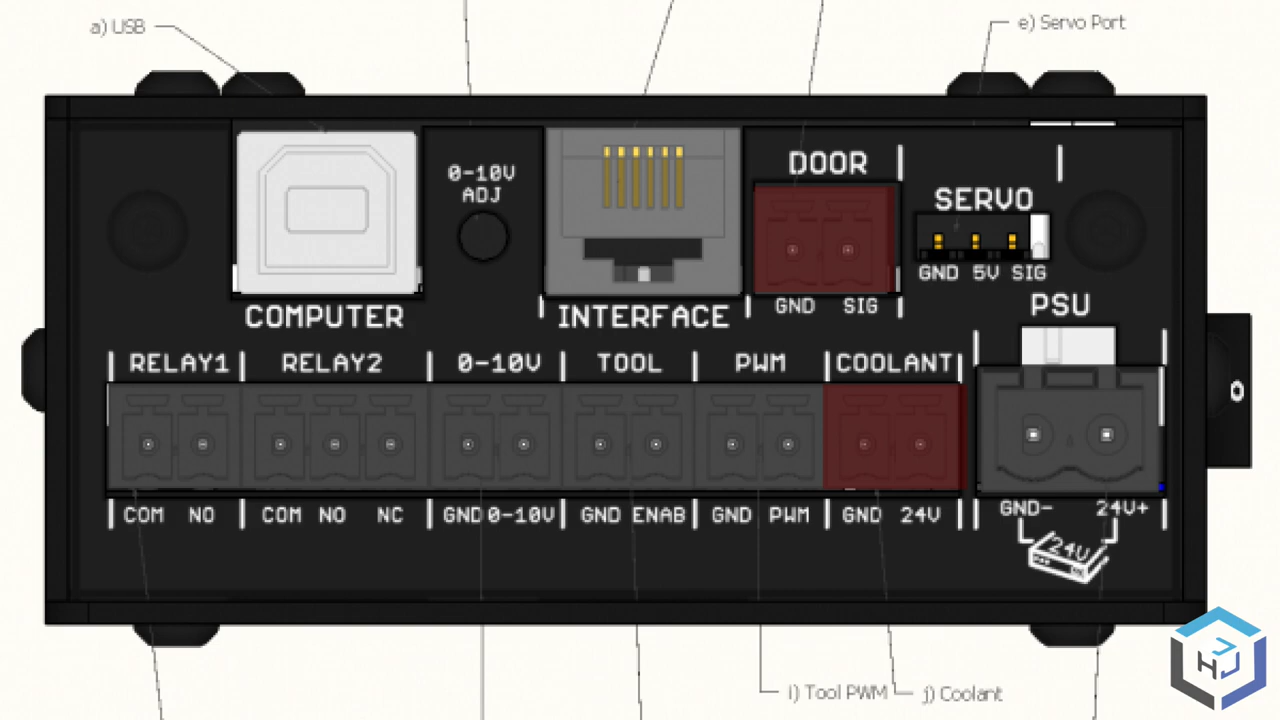 a) USB
e) Servo Port
DOOR
0-10V
ADJ
SERVO
GND 5V SIG
COMPUTER
INTERFACE
GND SIG
PSU
RELAY1 RELAY2 0-10V TOOL PWM COOLANT
COM NO COM NO NC GND 0-10V GND ENAB GND PWM GND 24V
GND- 24V+
24V
i) Tool PWM
j) Coolant
HJ